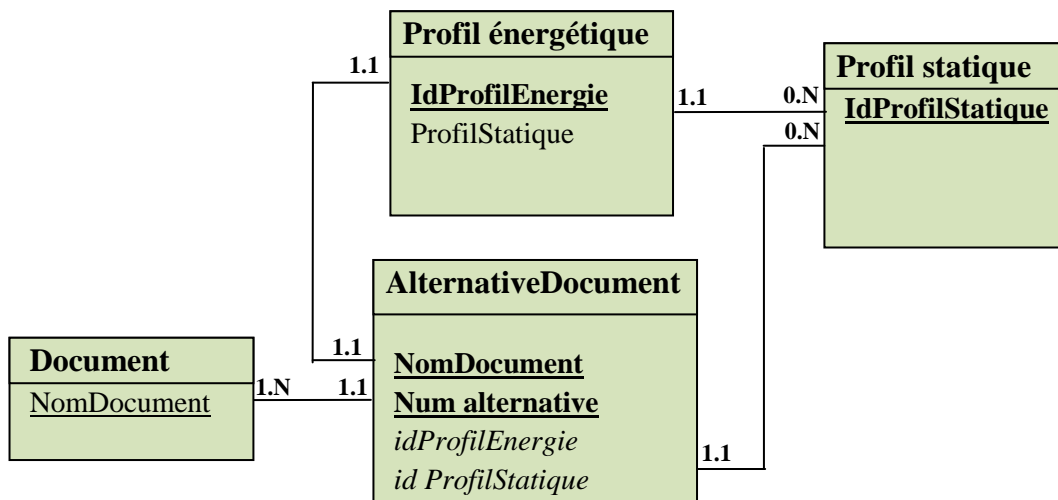 Profil énergétique
1.1
IdProfilEnergie
ProfilStatique
1.1
0.N
Profil statique
IdProfilStatique
0.N
AlternativeDocument
1.1
NomDocument
Num alternative
idProfilEnergie
id ProfilStatique
1.1
Document
NomDocument
1.N
1.1